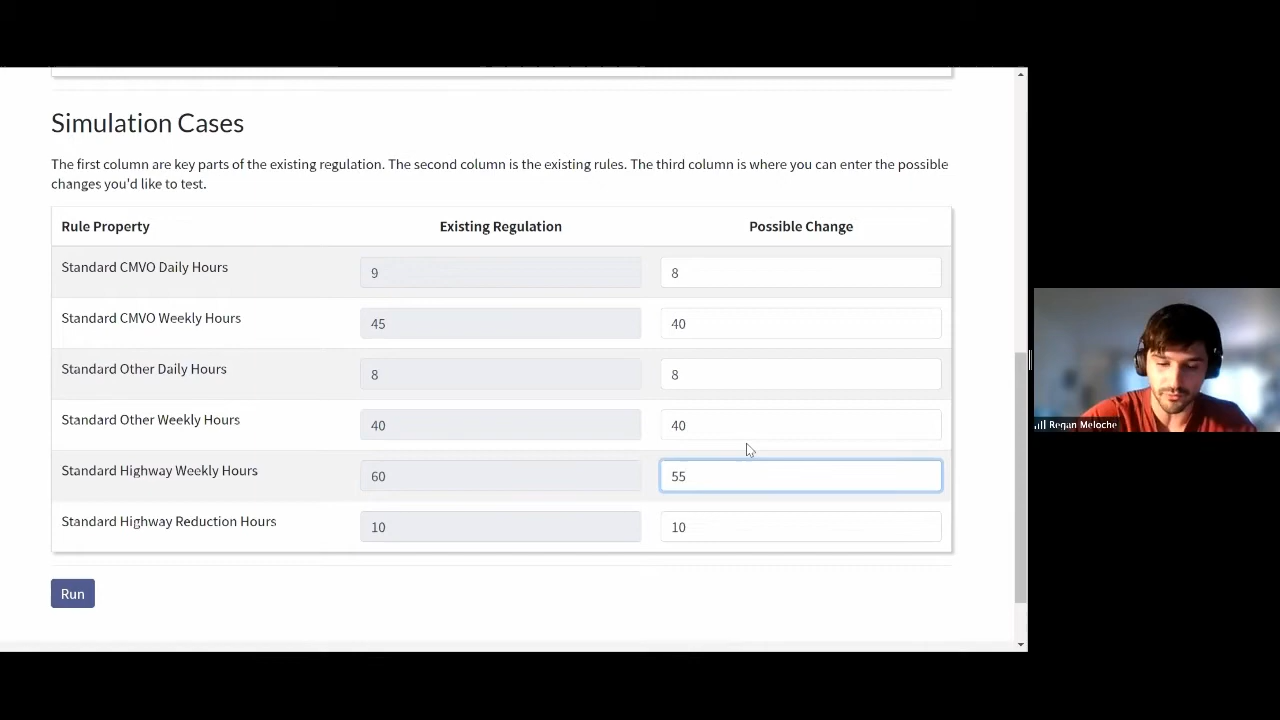 Simulation Cases
The first column are key parts of the existing regulation. The second column is the existing rules. The third column is where you can enter the possible
changes you'd like to test.
Rule Property Existing Regulation Possible Change
Standard CMVO Daily Hours 9 8
Standard CMVO Weekly Hours 45 40
Standard Other Daily Hours 8 8
Standard Other Weekly Hours 40 40
Standard Highway Weekly Hours 60 55
Standard Highway Reduction Hours 10 10
Run
Regan Meloche